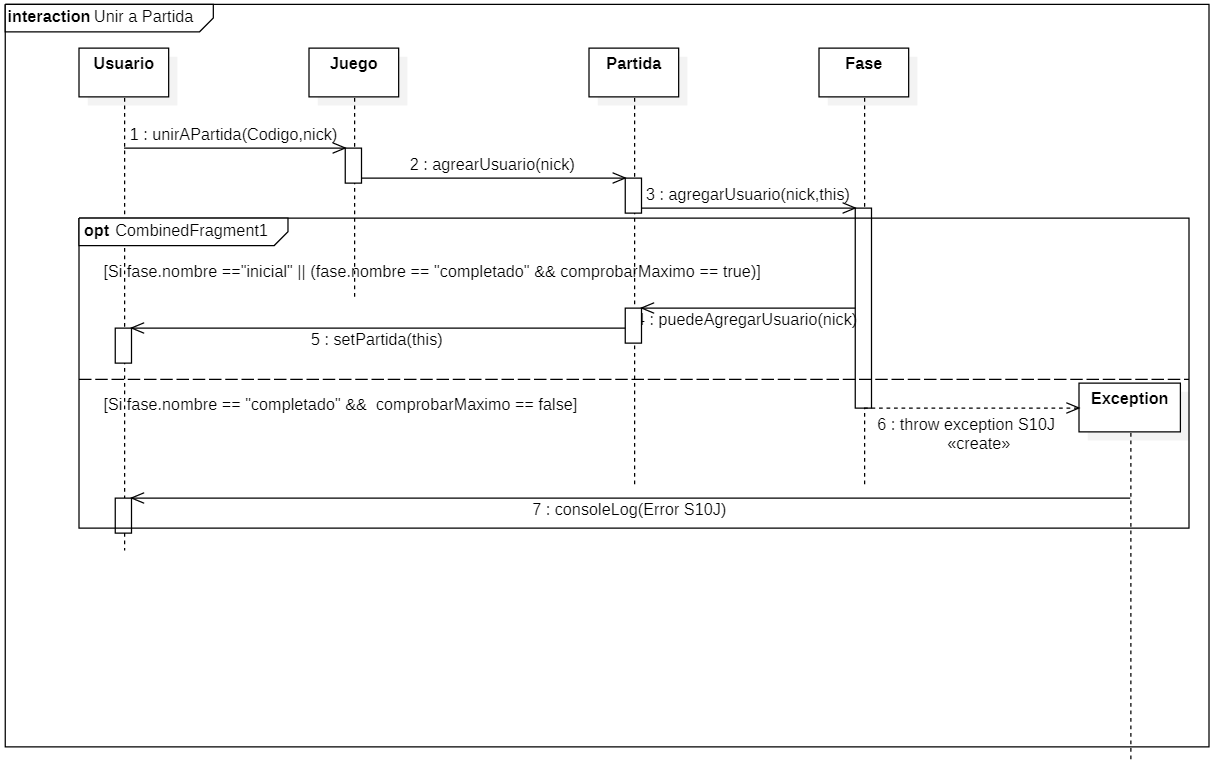 interaction Unir a Partida
Usuario
Juego
Partida
Fase
1 : unirAPartida(Codigo,nick)
2 : agrearUsuario(nick)
3 : agregarUsuario(nick,this)
opt CombinedFragment1
[Si fase.nombre =="inicial" || (fase.nombre == "completado" && comprobarMaximo == true)]
4 : puedeAgregarUsuario(nick)
5 : setPartida(this)
[Si fase.nombre == "completado" && comprobarMaximo == false]
Exception
6 : throw exception S10J
«create»
7 : consoleLog(Error S10J)